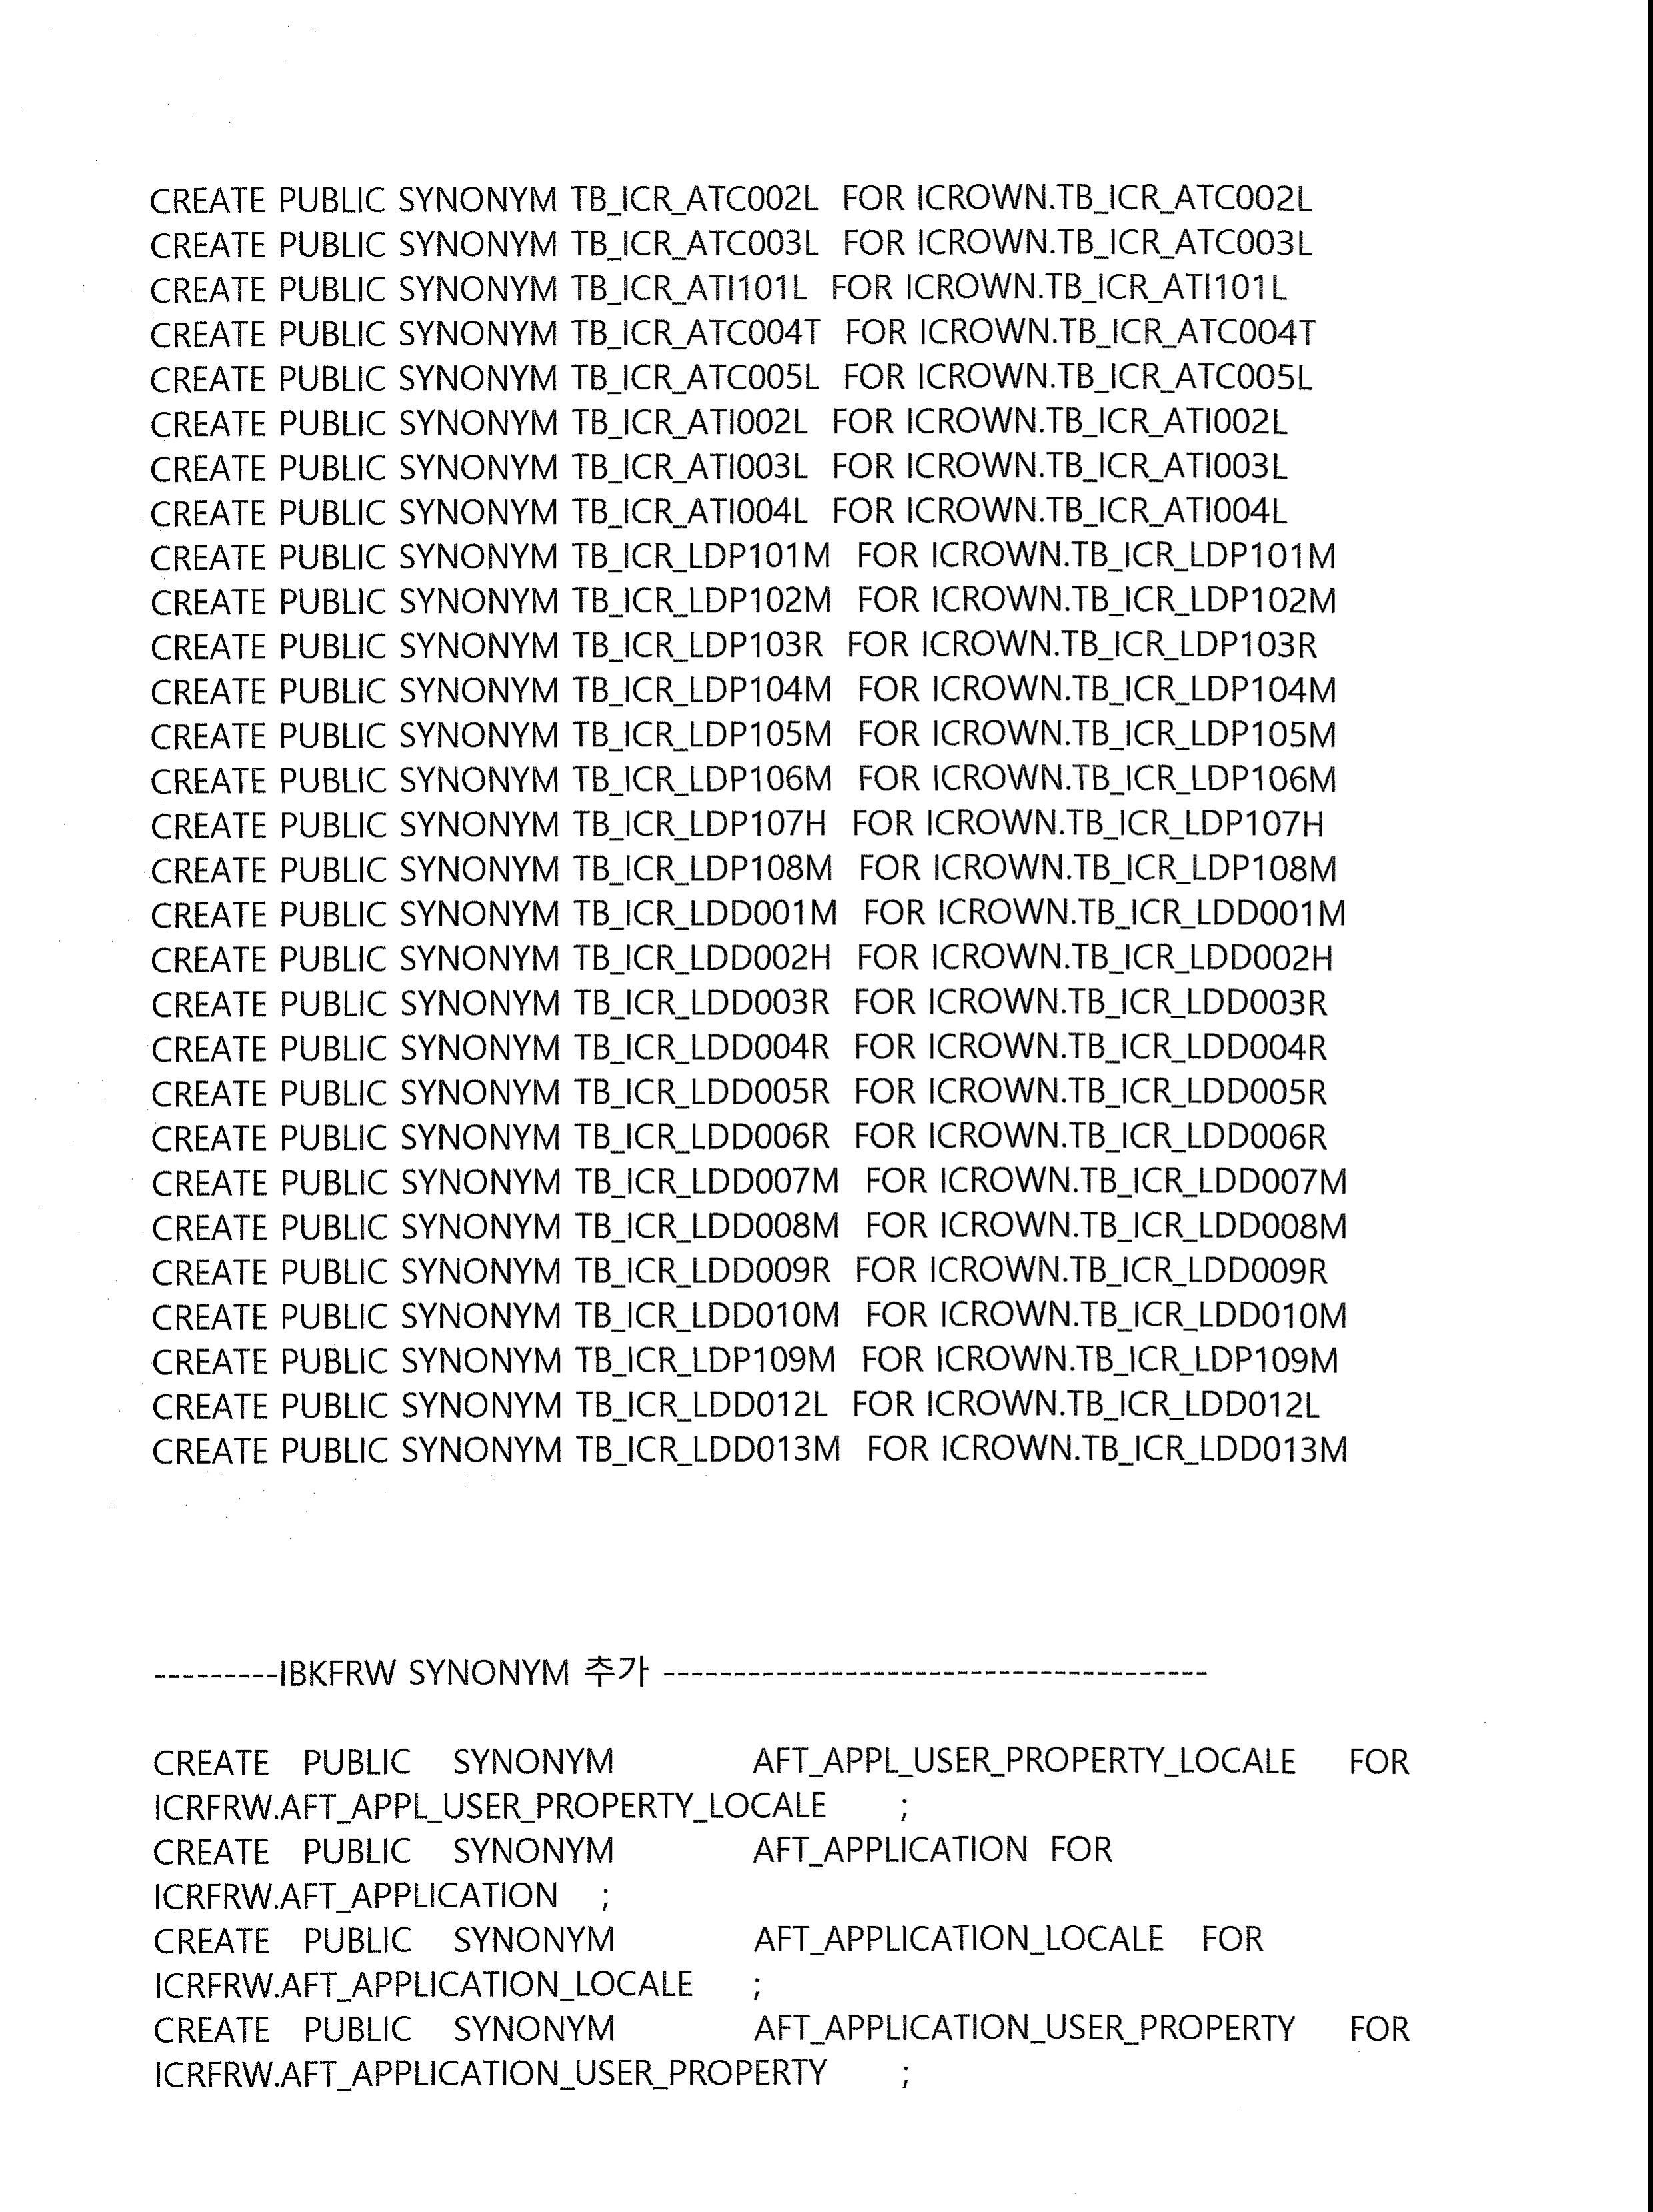 CREATE PUBLIC SYNONYM TB_ICR_ATC002L FOR ICROWN.TB_ICR_ATC002L
CREATE PUBLIC SYNONYM TB_ICR_ATC003L FOR ICROWN.TB_ICR_ATC003L
CREATE PUBLIC SYNONYM TB_ICR_ATI101L FOR ICROWN.TB_ICR_ATI101L
CREATE PUBLIC SYNONYM TB_ICR_ATC004T FOR ICROWN.TB_ICR_ATC004T
CREATE PUBLIC SYNONYM TB_ICR_ATC005L FOR ICROWN.TB_ICR_ATC005L
CREATE PUBLIC SYNONYM TB_ICR_ATI002L FOR ICROWN.TB_ICR_ATI002L
CREATE PUBLIC SYNONYM TB_ICR_ATI003L FOR ICROWN.TB_ICR_ATI003L
CREATE PUBLIC SYNONYM TB_ICR_ATI004L FOR ICROWN.TB_ICR_ATI004L
CREATE PUBLIC SYNONYM TB_ICR_LDP101M FOR ICROWN.TB_ICR_LDP101M
CREATE PUBLIC SYNONYM TB_ICR_LDP102M FOR ICROWN.TB_ICR_LDP102M
CREATE PUBLIC SYNONYM TB_ICR_LDP103R FOR ICROWN.TB_ICR_LDP103R
CREATE PUBLIC SYNONYM TB_ICR_LDP104M FOR ICROWN.TB_ICR_LDP104M
CREATE PUBLIC SYNONYM TB_ICR_LDP105M FOR ICROWN.TB_ICR_LDP105M
CREATE PUBLIC SYNONYM TB_ICR_LDP106M FOR ICROWN.TB_ICR_LDP106M
CREATE PUBLIC SYNONYM TB_ICR_LDP107H FOR ICROWN.TB_ICR_LDP107H
CREATE PUBLIC SYNONYM TB_ICR_LDP108M FOR ICROWN.TB_ICR_LDP108M
CREATE PUBLIC SYNONYM TB_ICR_LDD001M FOR ICROWN.TB_ICR_LDD001M
CREATE PUBLIC SYNONYM TB_ICR_LDD002H FOR ICROWN.TB_ICR_LDD002H
CREATE PUBLIC SYNONYM TB_ICR_LDD003R FOR ICROWN.TB_ICR_LDD003R
CREATE PUBLIC SYNONYM TB_ICR_LDD004R FOR ICROWN.TB_ICR_LDD004R
CREATE PUBLIC SYNONYM TB_ICR_LDD005R FOR ICROWN.TB_ICR_LDD005R
CREATE PUBLIC SYNONYM TB_ICR_LDD006R FOR ICROWN.TB_ICR_LDD006R
CREATE PUBLIC SYNONYM TB_ICR_LDD007M FOR ICROWN.TB_ICR_LDD007M
CREATE PUBLIC SYNONYM TB_ICR_LDD008M FOR ICROWN.TB_ICR_LDD008M
CREATE PUBLIC SYNONYM TB_ICR_LDD009R FOR ICROWN.TB_ICR_LDD009R
CREATE PUBLIC SYNONYM TB_ICR_LDD010M FOR ICROWN.TB_ICR_LDD010M
CREATE PUBLIC SYNONYM TB_ICR_LDP109M FOR ICROWN.TB_ICR_LDP109M
CREATE PUBLIC SYNONYM TB_ICR_LDD012L FOR ICROWN.TB_ICR_LDD012L
CREATE PUBLIC SYNONYM TB_ICR_LDD013M FOR ICROWN.TB_ICR_LDD013M
---------IBKFRW SYNONYM 추가 ---------------------------------------
CREATE PUBLIC SYNONYM AFT_APPL_USER_PROPERTY_LOCALE FOR
ICRFRW.AFT_APPL_USER_PROPERTY_LOCALE ;
CREATE PUBLIC SYNONYM AFT_APPLICATION FOR
ICRFRW.AFT_APPLICATION ;
CREATE PUBLIC SYNONYM AFT_APPLICATION_LOCALE FOR
ICRFRW.AFT_APPLICATION_LOCALE ;
CREATE PUBLIC SYNONYM AFT_APPLICATION_USER_PROPERTY FOR
ICRFRW.AFT_APPLICATION_USER_PROPERTY ;